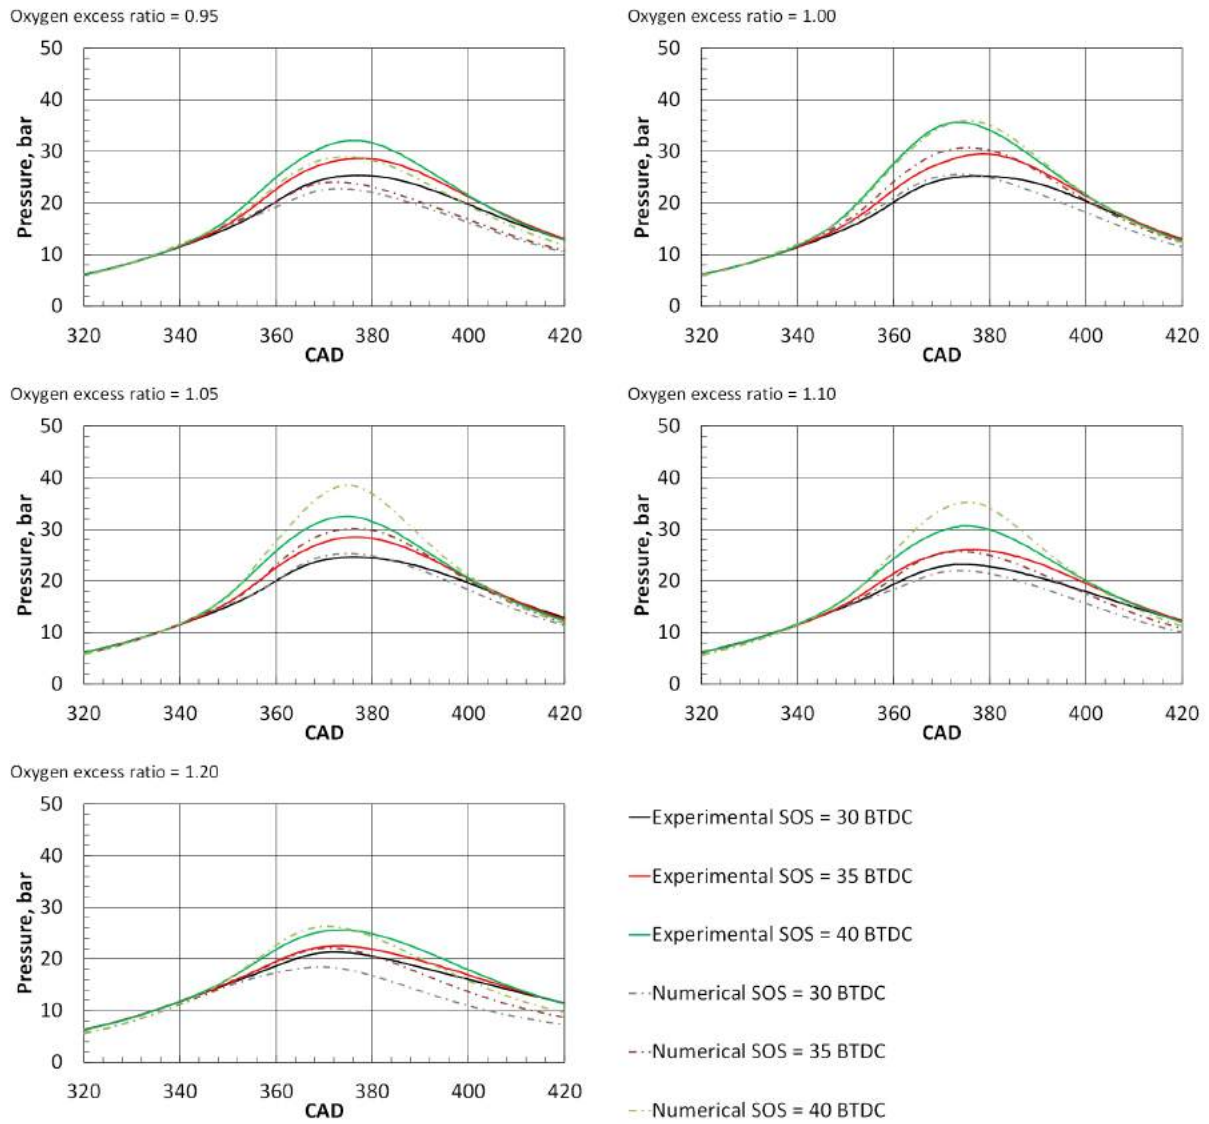 Oxygen excess ratio = 0.95
Pressure, bar
50
40
30
20
10
0
320 340 360 380 400 420
CAD
Oxygen excess ratio = 1.00
Pressure, bar
50
40
30
20
10
0
320 340 360 380 400 420
CAD
Oxygen excess ratio = 1.05
Pressure, bar
50
40
30
20
10
0
320 340 360 380 400 420
CAD
Oxygen excess ratio = 1.10
Pressure, bar
50
40
30
20
10
0
320 340 360 380 400 420
CAD
Oxygen excess ratio = 1.20
Pressure, bar
50
40
30
20
10
0
320 340 360 380 400 420
CAD
Experimental SOS = 30 BTDC
Experimental SOS = 35 BTDC
Experimental SOS = 40 BTDC
Numerical SOS = 30 BTDC
Numerical SOS = 35 BTDC
Numerical SOS = 40 BTDC